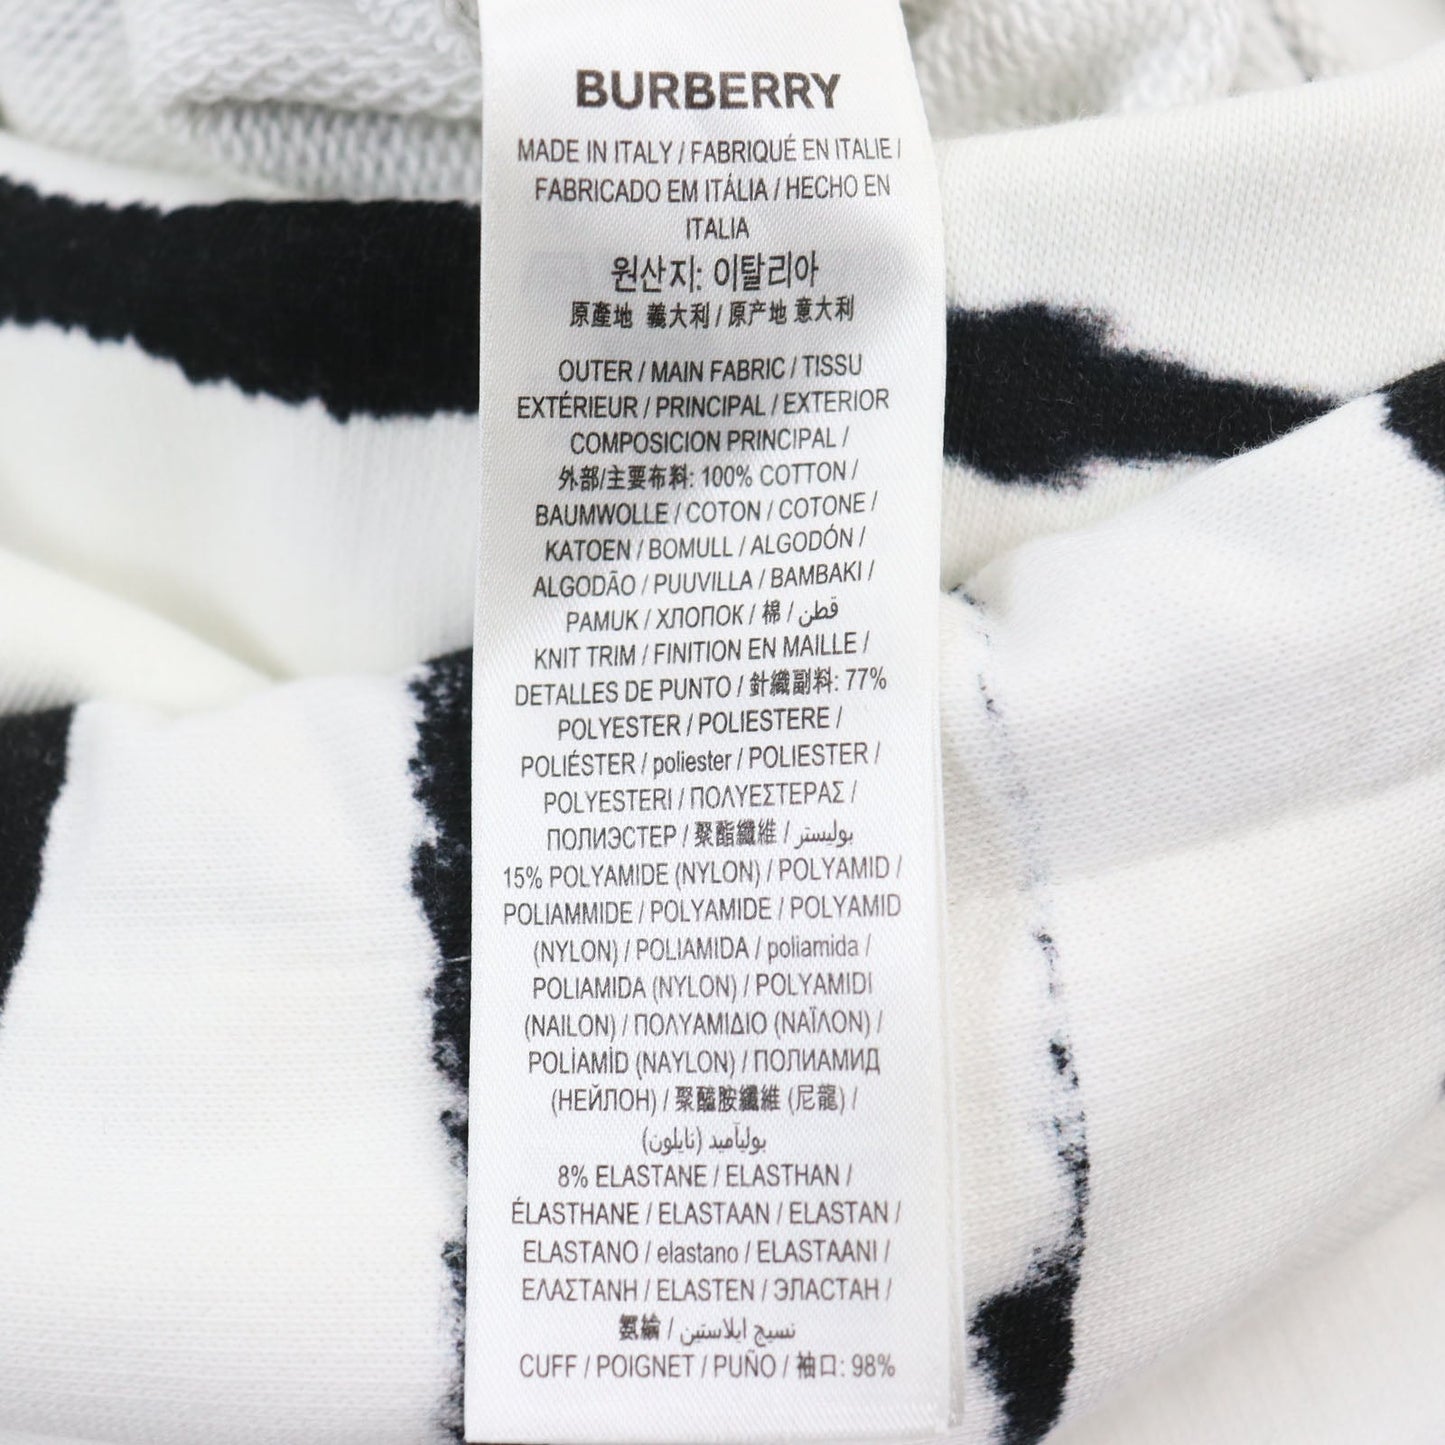 BURBERRY
MADE IN ITALY / FABRIQUÉ EN ITALIE /
FABRICADO EM ITÁLIA / HECHO EN
ITALIA
원산지: 이탈리아
原產地 義大利 / 原产地 意大利
OUTER / MAIN FABRIC / TISSU
EXTÉRIEUR / PRINCIPAL / EXTERIOR
COMPOSICION PRINCIPAL /
外部/主要布料: 100% COTTON /
BAUMWOLLE / COTON / COTONE /
KATOEN / BOMULL / ALGODÓN /
ALGODÃO / PUUVILLA / BAMBAKI /
PAMUK / ХЛОПОК / 棉 / قطن
KNIT TRIM / FINITION EN MAILLE /
DETALLES DE PUNTO / 針織副料: 77%
POLYESTER / POLIESTERE /
POLIÉSTER / poliester / POLIESTER /
POLYESTERI / ΠΟΛΥΕΣΤΕΡΑΣ /
ПОЛИЭСТЕР / 聚酯纖維 / بوليستر
15% POLYAMIDE (NYLON) / POLYAMID /
POLIAMMIDE / POLYAMIDE / POLYAMID
(NYLON) / POLIAMIDA / poliamida /
POLIAMIDA (NYLON) / POLYAMIDI
(NAILON) / ΠΟΛΥΑΜΙΔΙΟ (ΝΑΪΛΟΝ) /
POLİAMİD (NAYLON) / ПОЛИАМИД
(НЕЙЛОН) / 聚醯胺纖維 (尼龍) /
بولياميد (نايلون)
8% ELASTANE / ELASTHAN /
ÉLASTHANE / ELASTAAN / ELASTAN /
ELASTANO / elastano / ELASTAANI /
ΕΛΑΣΤΑΝΗ / ELASTEN / ЭЛАСТАН /
氨綸 / نسيج ايلاستين
CUFF / POIGNET / PUÑO / 袖口: 98%